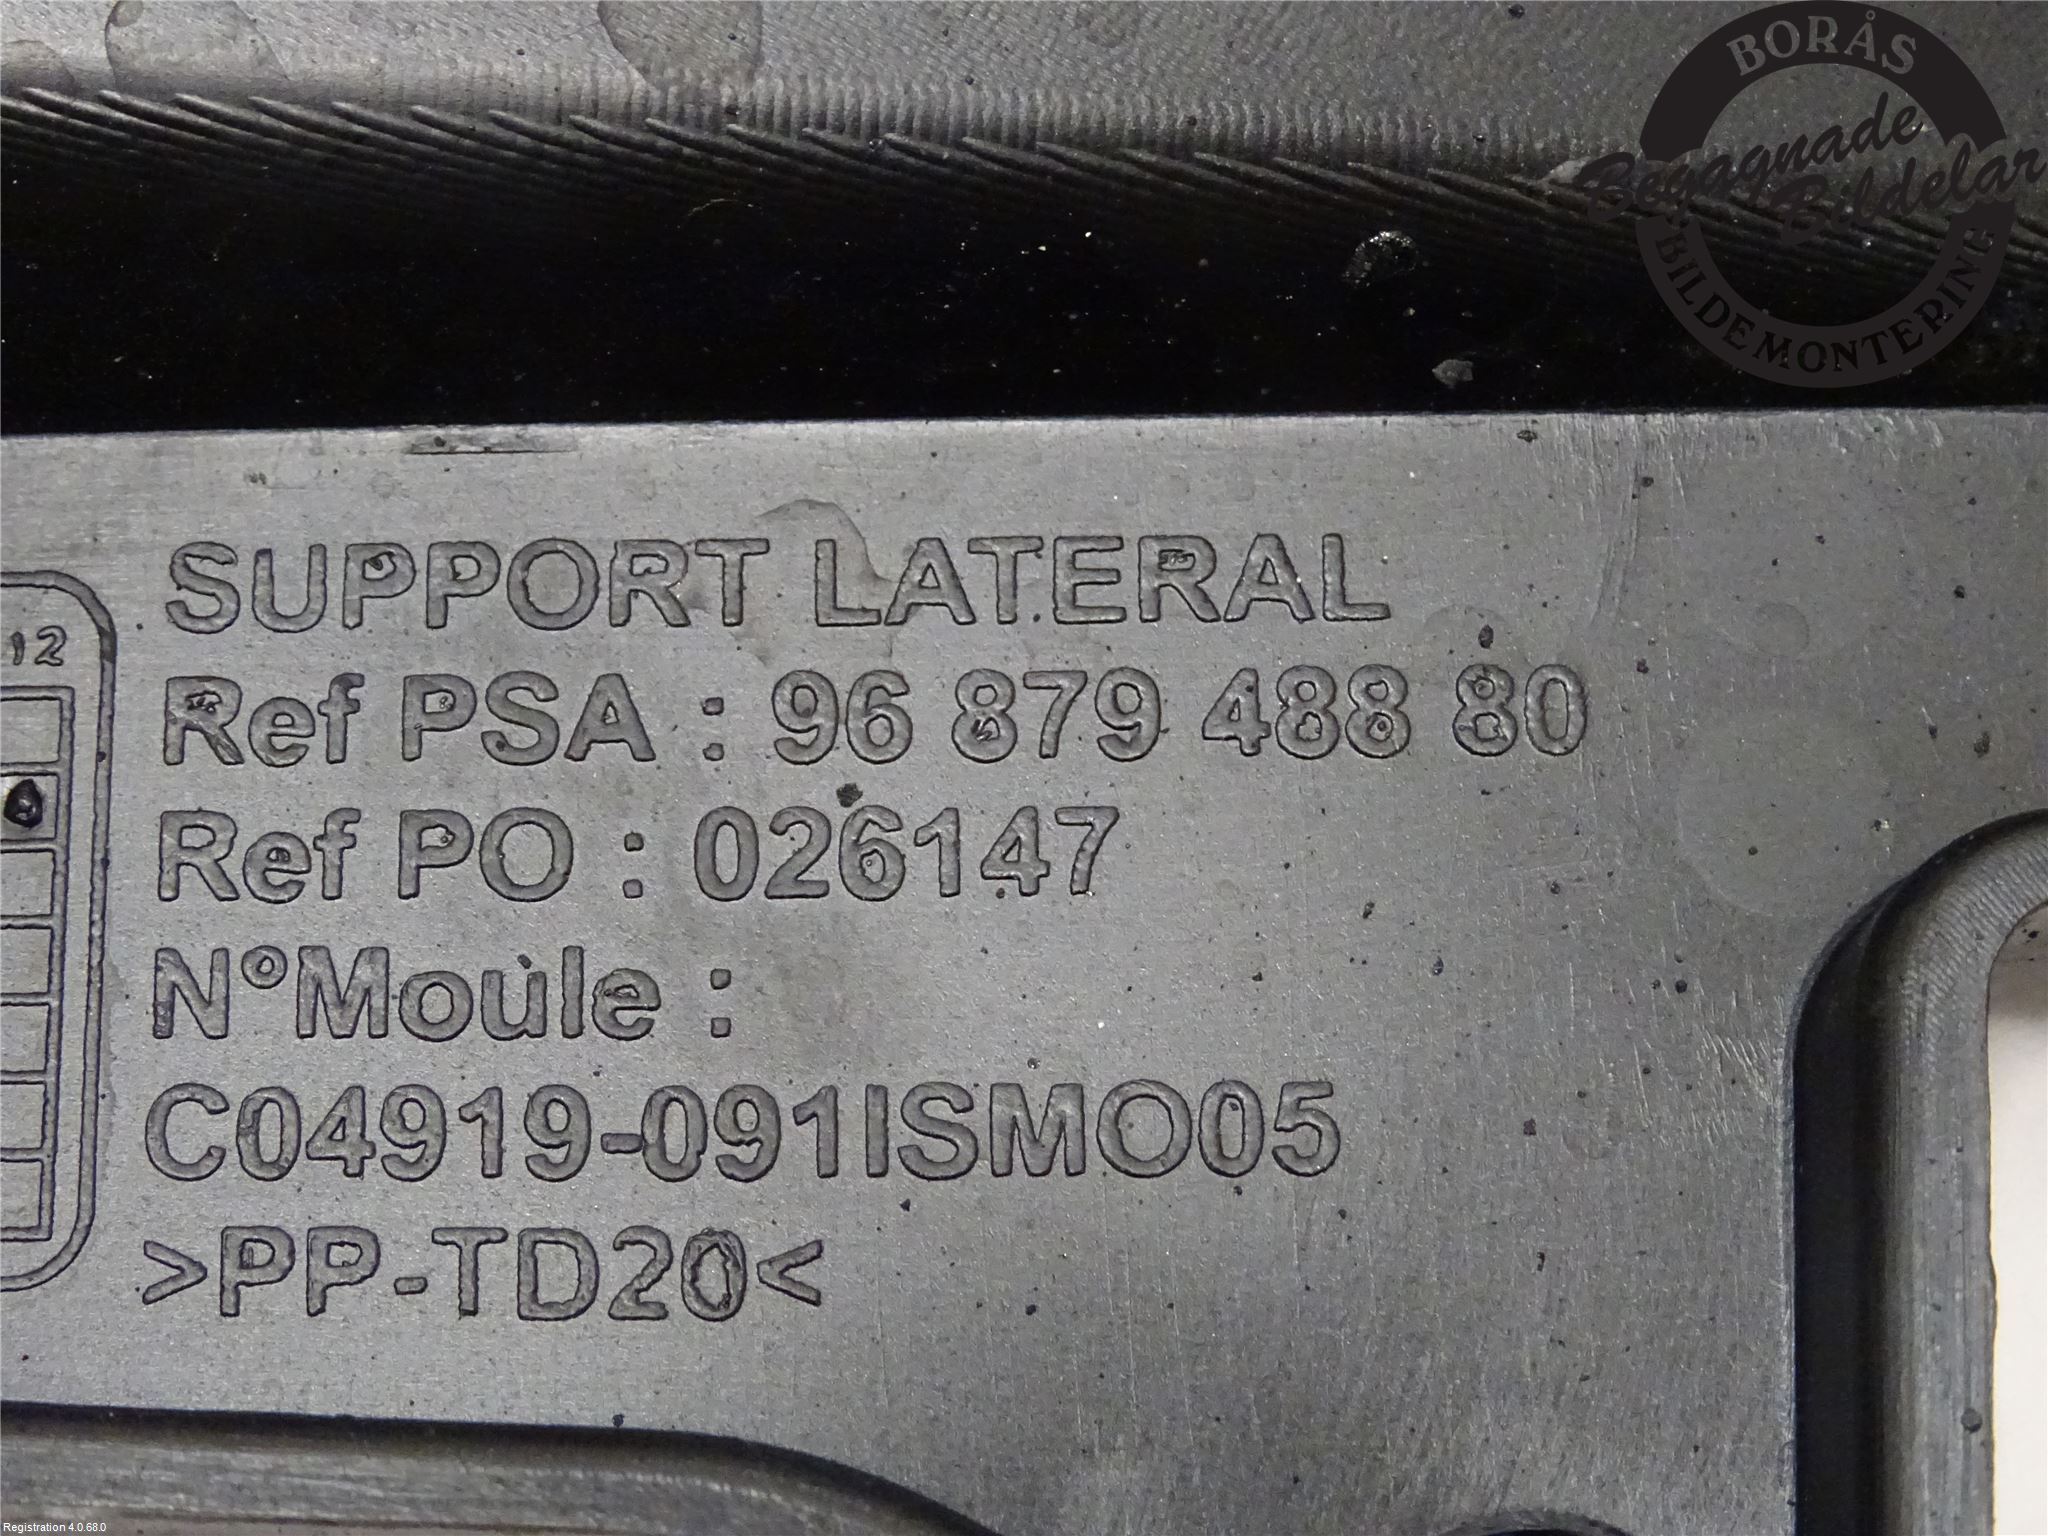 BORÅS
Begagnade
Bildelar
BILDEMONTERING
SUPPORT LATERAL
12
Ref PSA : 96 879 488 80
Ref PO : 026147
N°Moule :
C04919-091ISMO05
>PP-TD20<
Registration 4.0.68.0